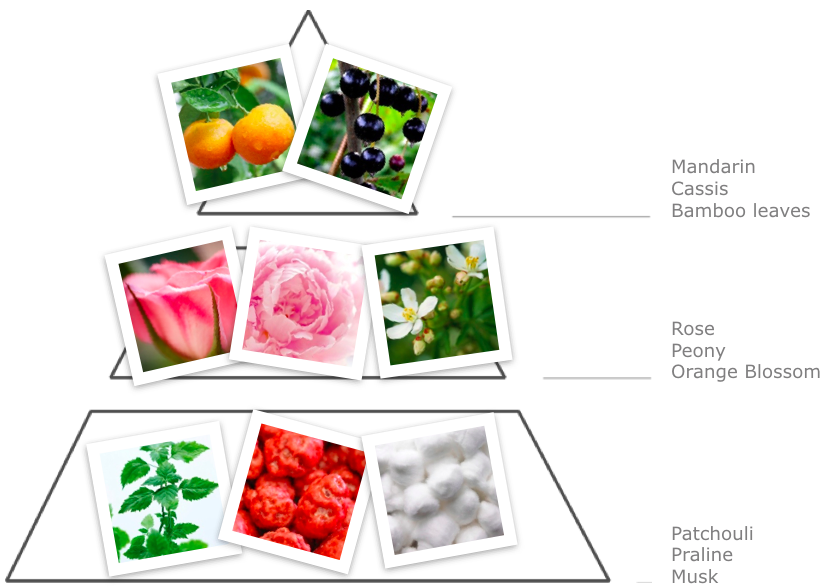 Mandarin
Cassis
Bamboo leaves
Rose
Peony
Orange Blossom
Patchouli
Praline
Musk